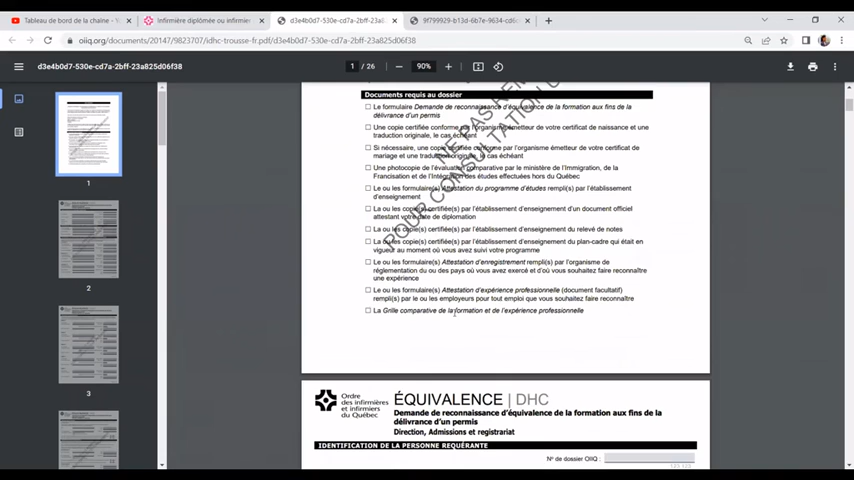 Tableau de bord de la chaîne - Y
Infirmière diplômée ou infirmier
d3e4b0d7-530e-cd7a-2bff-23a8
9f799929-b13d-6b7e-9634-cd6
oiiq.org/documents/20147/9823707/idhc-trousse-fr.pdf/d3e4b0d7-530e-cd7a-2bff-23a825d06f38
d3e4b0d7-530e-cd7a-2bff-23a825d06f38
1 / 26
90%
Documents requis au dossier
Le formulaire Demande de reconnaissance d'équivalence de la formation aux fins de la
délivrance d'un permis
Une copie certifiée conforme par l'organisme émetteur de votre certificat de naissance et une
traduction originale, le cas échéant
Si nécessaire, une copie certifiée conforme par l'organisme émetteur de votre certificat de
mariage et une traduction originale, le cas échéant
Une photocopie de l'évaluation comparative par le ministère de l'Immigration, de la
Francisation et de l'Intégration des études effectuées hors du Québec
Le ou les formulaire(s) Attestation du programme d'études rempli(s) par l'établissement
d'enseignement
La ou les copie(s) certifiée(s) par l'établissement d'enseignement d'un document officiel
attestant votre date de diplomation
La ou les copie(s) certifiée(s) par l'établissement d'enseignement du relevé de notes
La ou les copie(s) certifiée(s) par l'établissement d'enseignement du plan-cadre qui était en
vigueur au moment où vous avez suivi votre programme
Le ou les formulaire(s) Attestation d'enregistrement rempli(s) par l'organisme de
réglementation du ou des pays où vous avez exercé et d'où vous souhaitez faire reconnaître
une expérience
Le ou les formulaire(s) Attestation d'expérience professionnelle (document facultatif)
rempli(s) par le ou les employeurs pour tout emploi que vous souhaitez faire reconnaître
La Grille comparative de la formation et de l'expérience professionnelle
NE PAS
POUR CONSULTATION
Ordre
des infirmières
et infirmiers
du Québec
ÉQUIVALENCE | DHC
Demande de reconnaissance d'équivalence de la formation aux fins de la
délivrance d'un permis
Direction, Admissions et registrariat
IDENTIFICATION DE LA PERSONNE REQUÉRANTE
Nº de dossier OIIQ :
1
2
3